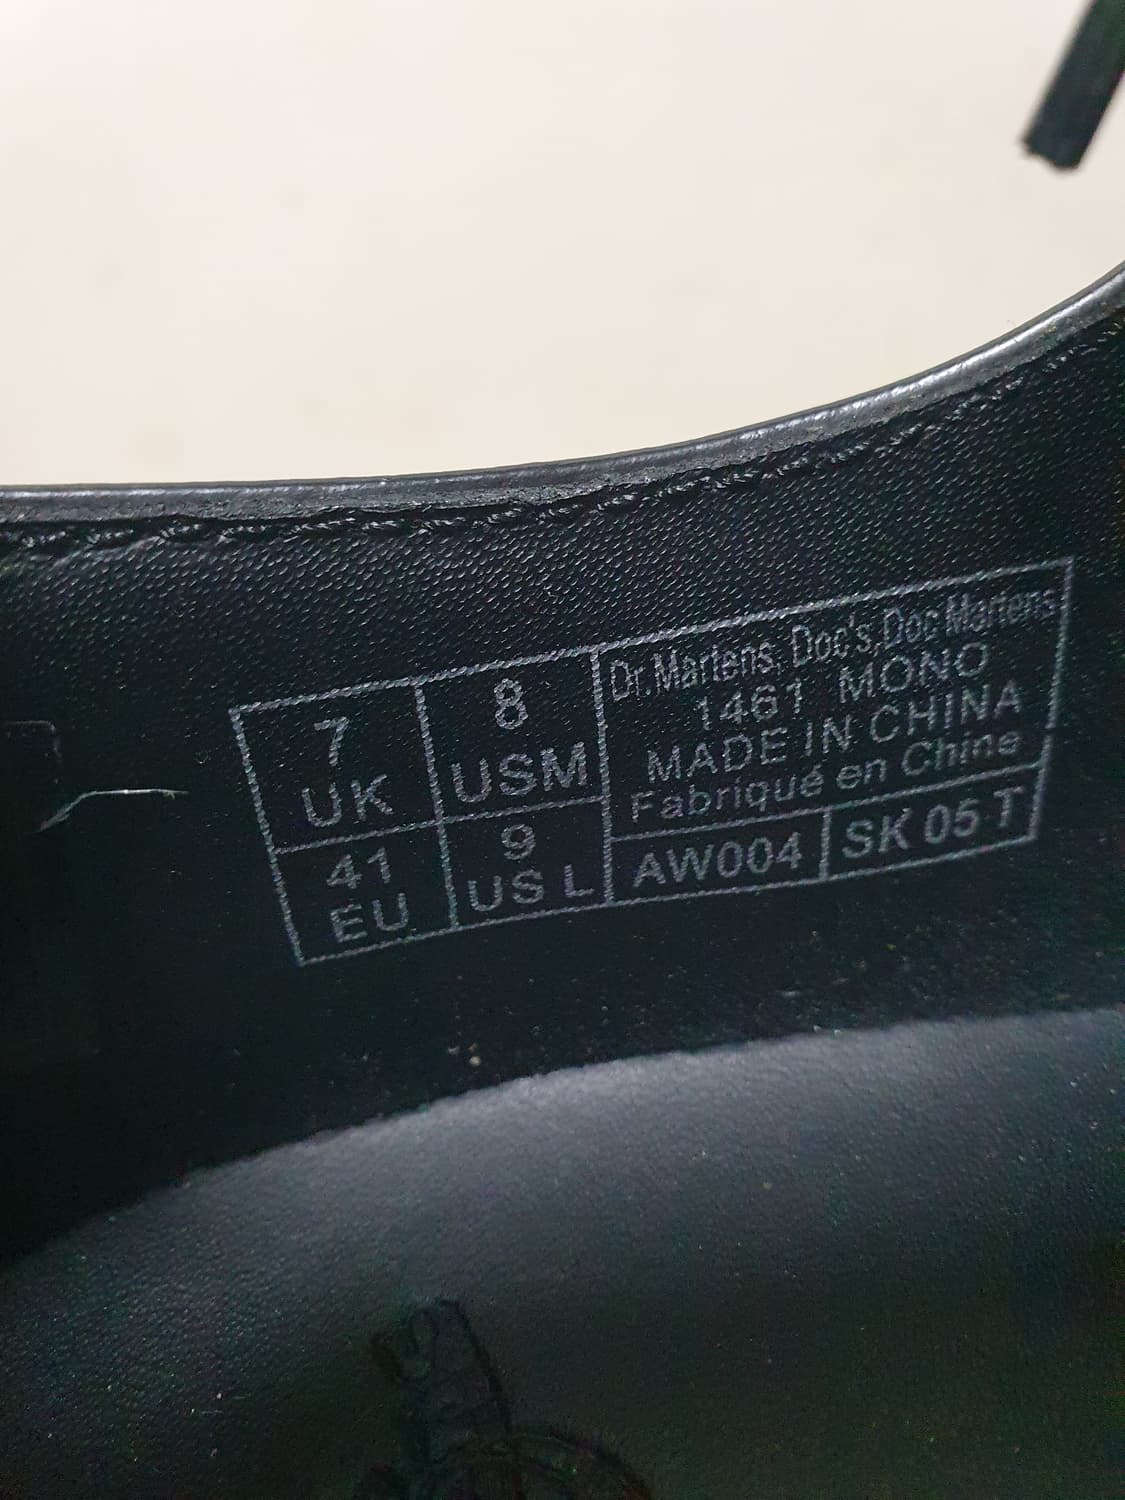 7
UK
8
USM
41
EU
9
US L
Dr.Martens, Doc's,Doc Martens
1461 MONO
MADE IN CHINA
Fabriqué en Chine
AW004
SK 05 T